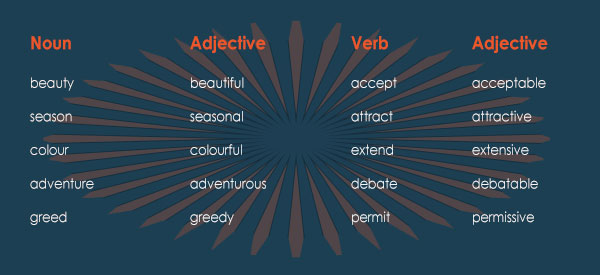 Noun Adjective Verb Adjective
beauty beautiful accept acceptable
season seasonal attract attractive
colour colourful extend extensive
adventure adventurous debate debatable
greed greedy permit permissive